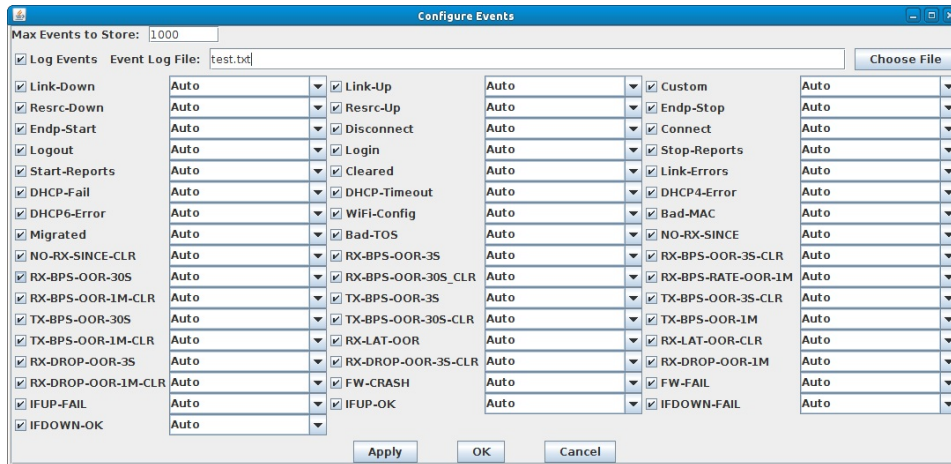 Configure Events
Max Events to Store: 1000
Log Events Event Log File: test.txt Choose File
Link-Down Auto Link-Up Auto Custom Auto
Resrc-Down Auto Resrc-Up Auto Endp-Stop Auto
Endp-Start Auto Disconnect Auto Connect Auto
Logout Auto Login Auto Stop-Reports Auto
Start-Reports Auto Cleared Auto Link-Errors Auto
DHCP-Fail Auto DHCP-Timeout Auto DHCP4-Error Auto
DHCP6-Error Auto WiFi-Config Auto Bad-MAC Auto
Migrated Auto Bad-TOS Auto NO-RX-SINCE Auto
NO-RX-SINCE-CLR Auto RX-BPS-OOR-3S Auto RX-BPS-OOR-3S-CLR Auto
RX-BPS-OOR-30S Auto RX-BPS-OOR-30S_CLR Auto RX-BPS-RATE-OOR-1M Auto
RX-BPS-OOR-1M-CLR Auto TX-BPS-OOR-3S Auto TX-BPS-OOR-3S-CLR Auto
TX-BPS-OOR-30S Auto TX-BPS-OOR-30S-CLR Auto TX-BPS-OOR-1M Auto
TX-BPS-OOR-1M-CLR Auto RX-LAT-OOR Auto RX-LAT-OOR-CLR Auto
RX-DROP-OOR-3S Auto RX-DROP-OOR-3S-CLR Auto RX-DROP-OOR-1M Auto
RX-DROP-OOR-1M-CLR Auto FW-CRASH Auto FW-FAIL Auto
IFUP-FAIL Auto IFUP-OK Auto IFDOWN-FAIL Auto
IFDOWN-OK Auto
Apply OK Cancel